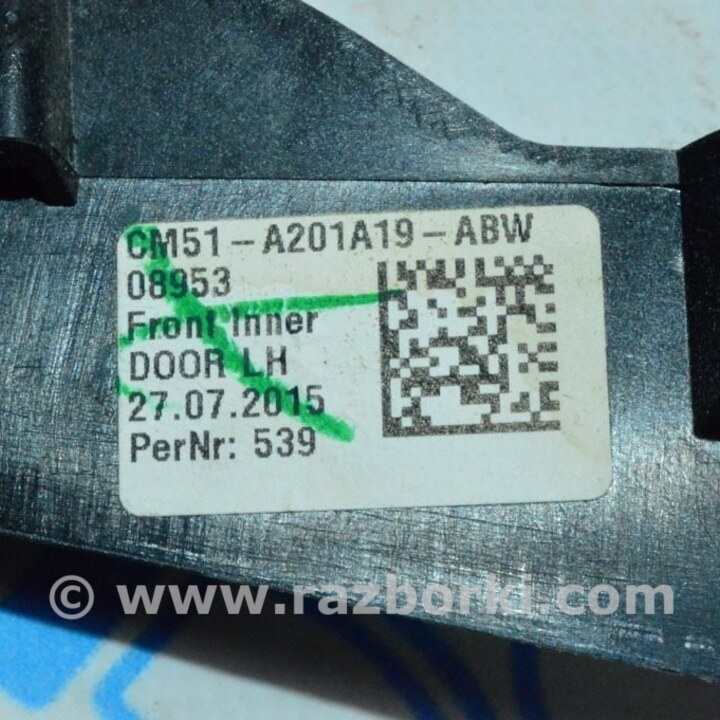 CM51-A201A19-ABW
08953
Front Inner
DOOR LH
27.07.2015
PerNr: 539
© www.razborki.com